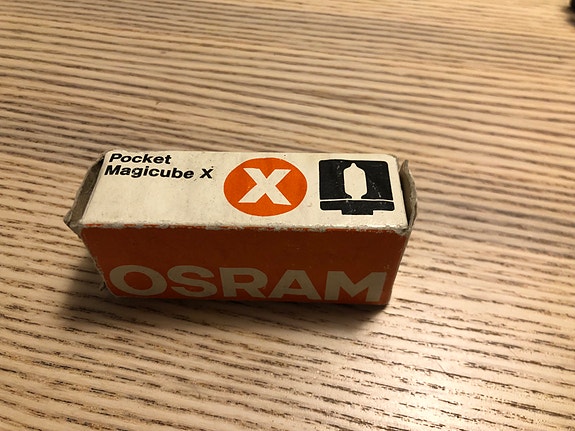 Pocket
Magicube X
X
OSRAM